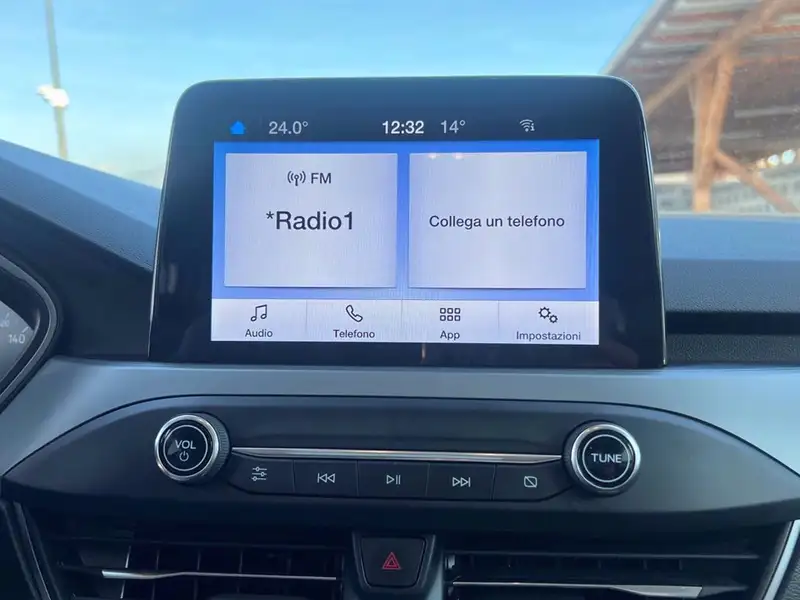 24.0° 12:32 14°
FM
*Radio1
Collega un telefono
Audio Telefono App Impostazioni
140
VOL
TUNE